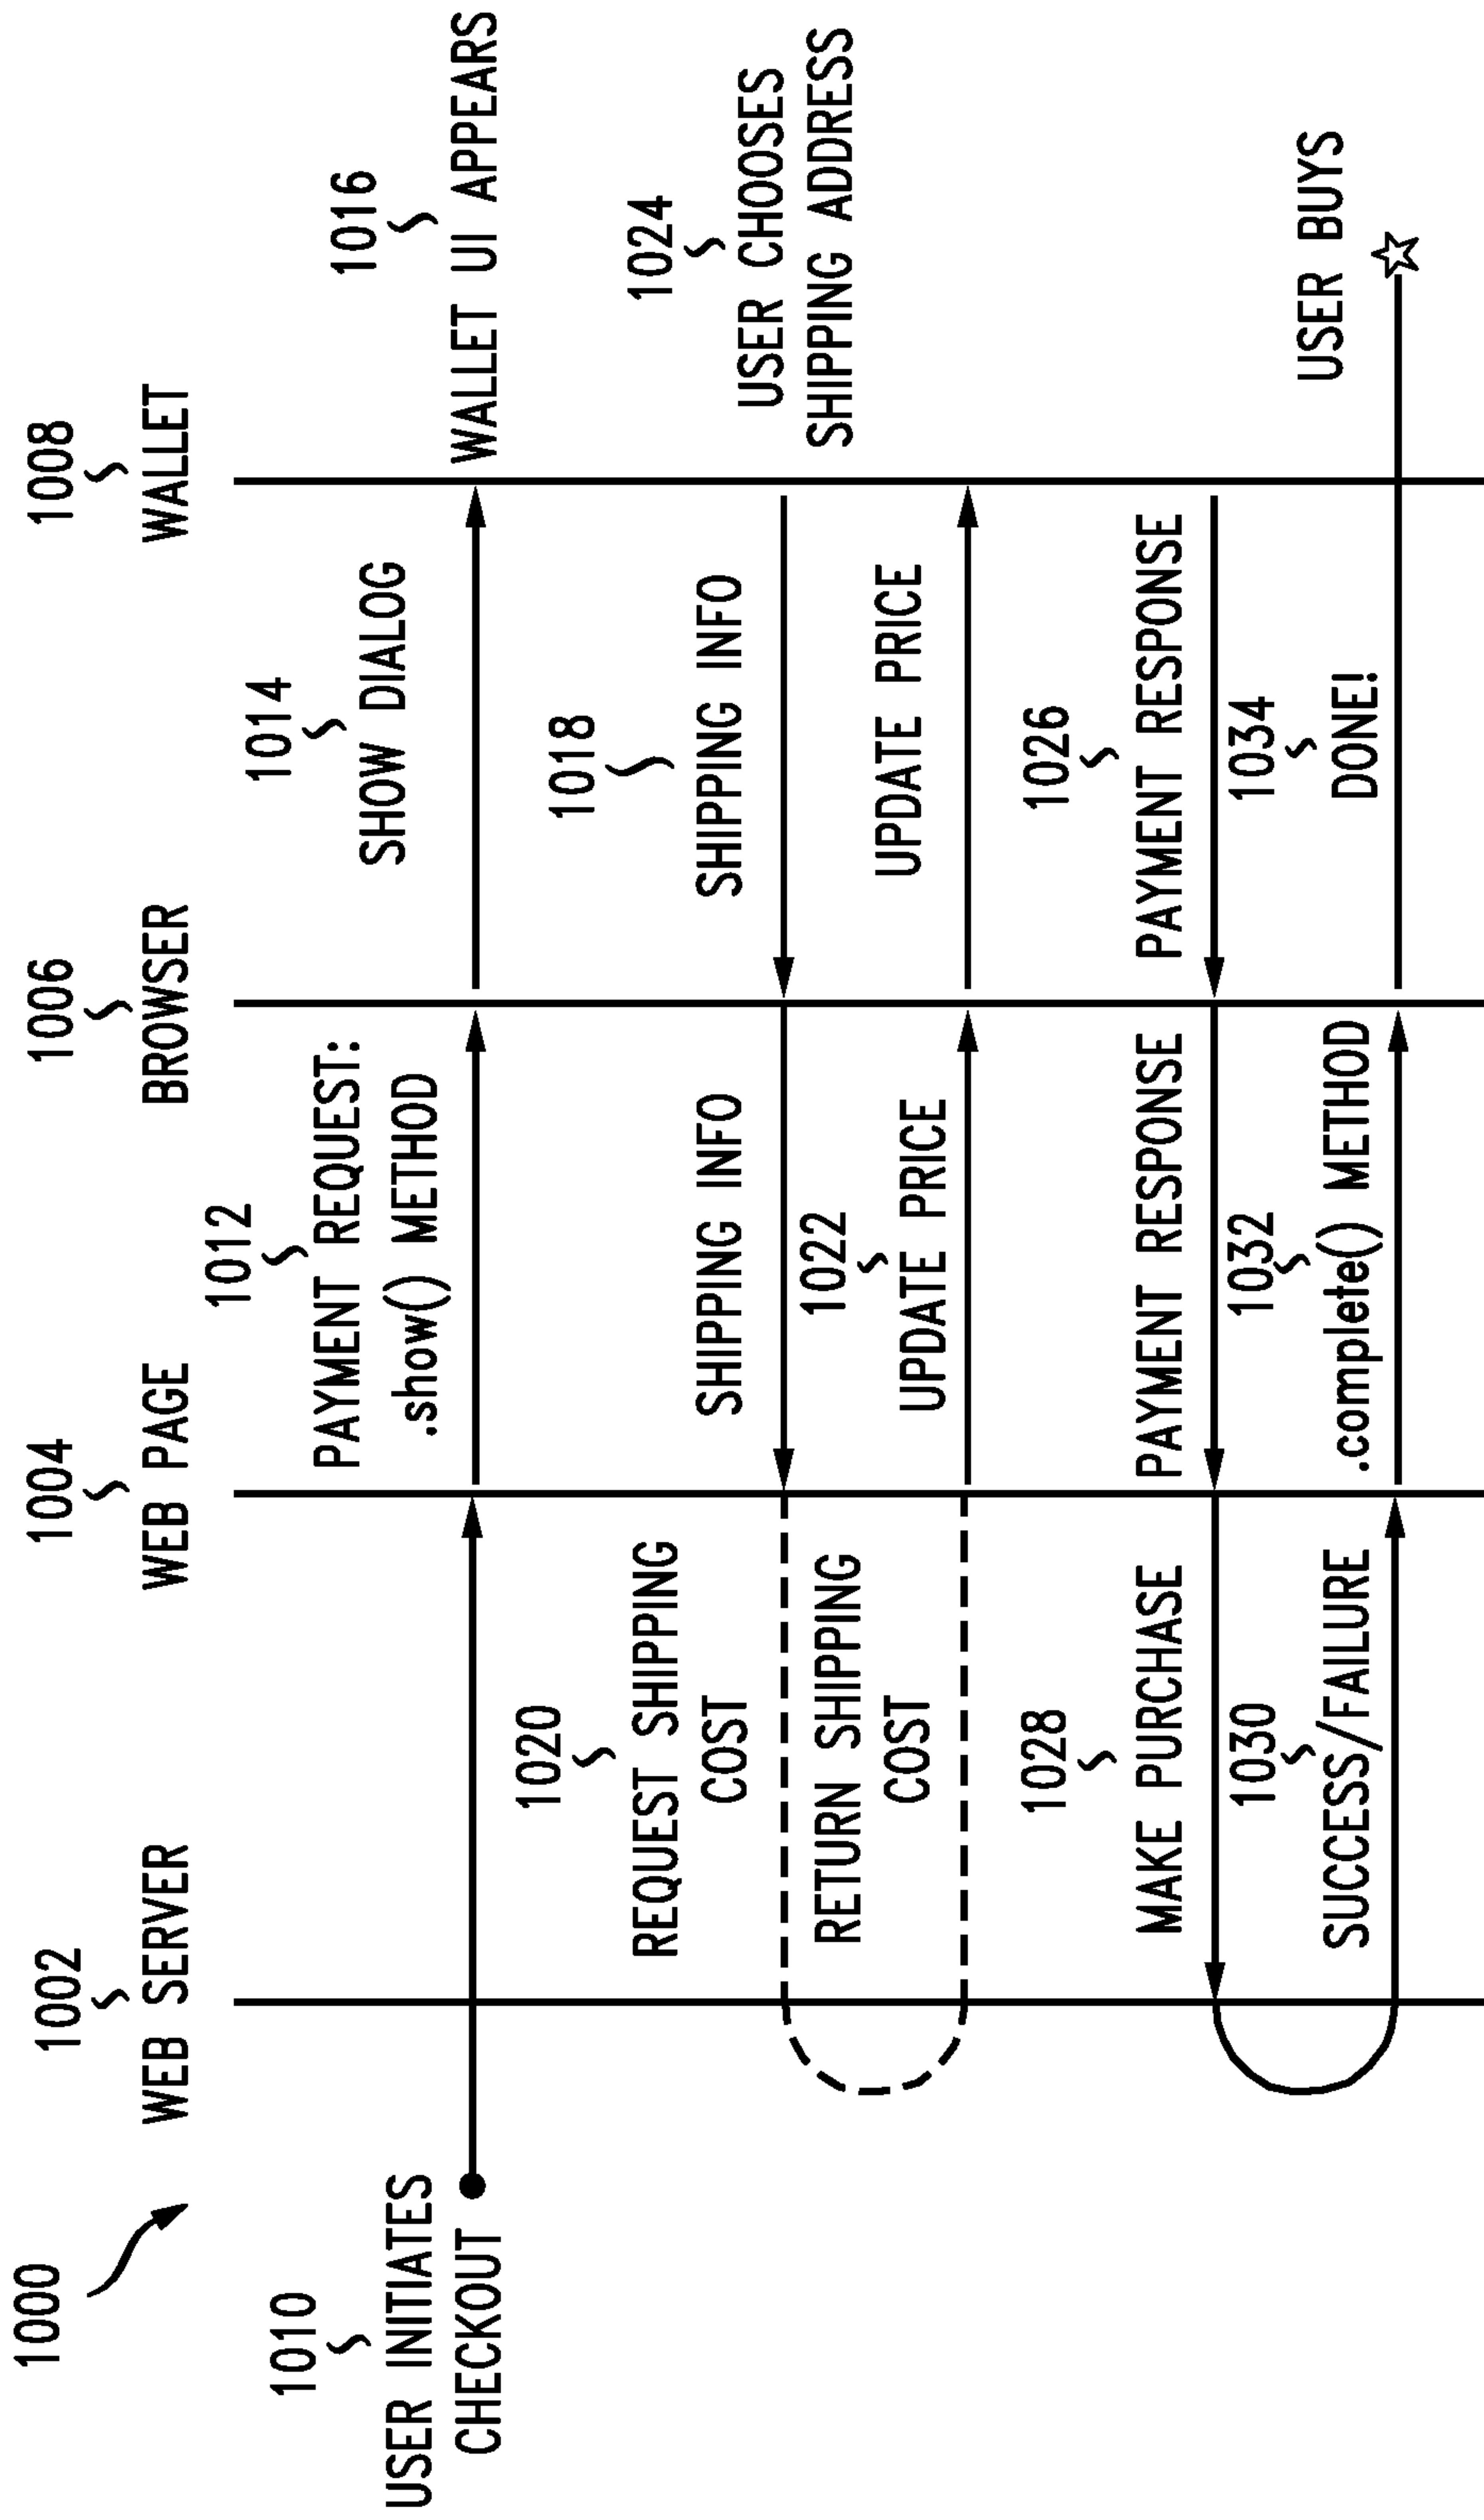 1000
1002
WEB SERVER
1004
WEB PAGE
1006
BROWSER
1008
WALLET
1010
USER INITIATES
CHECKOUT
1012
PAYMENT REQUEST:
.show() METHOD
1014
SHOW DIALOG
1016
WALLET UI APPEARS
1018
SHIPPING INFO
1024
USER CHOOSES
SHIPPING ADDRESS
SHIPPING INFO
1020
REQUEST SHIPPING
COST
RETURN SHIPPING
COST
1022
UPDATE PRICE
UPDATE PRICE
1026
PAYMENT RESPONSE
PAYMENT RESPONSE
1028
MAKE PURCHASE
1030
SUCCESS/FAILURE
1032
.complete() METHOD
1034
DONE!
USER BUYS